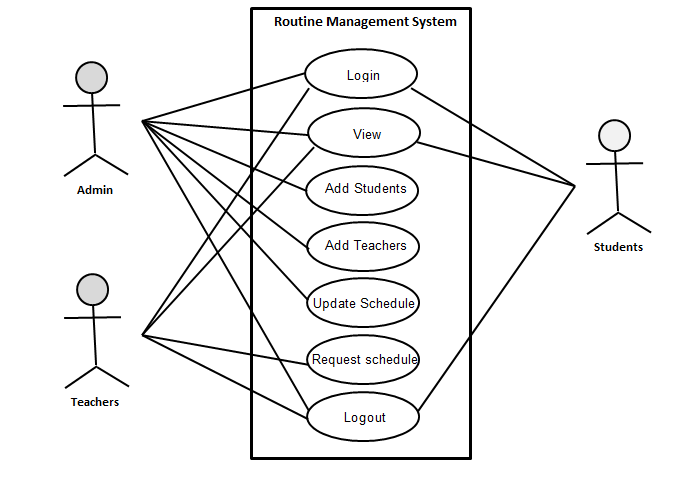 Routine Management System
Login
View
Add Students
Add Teachers
Update Schedule
Request schedule
Logout
Admin
Teachers
Students